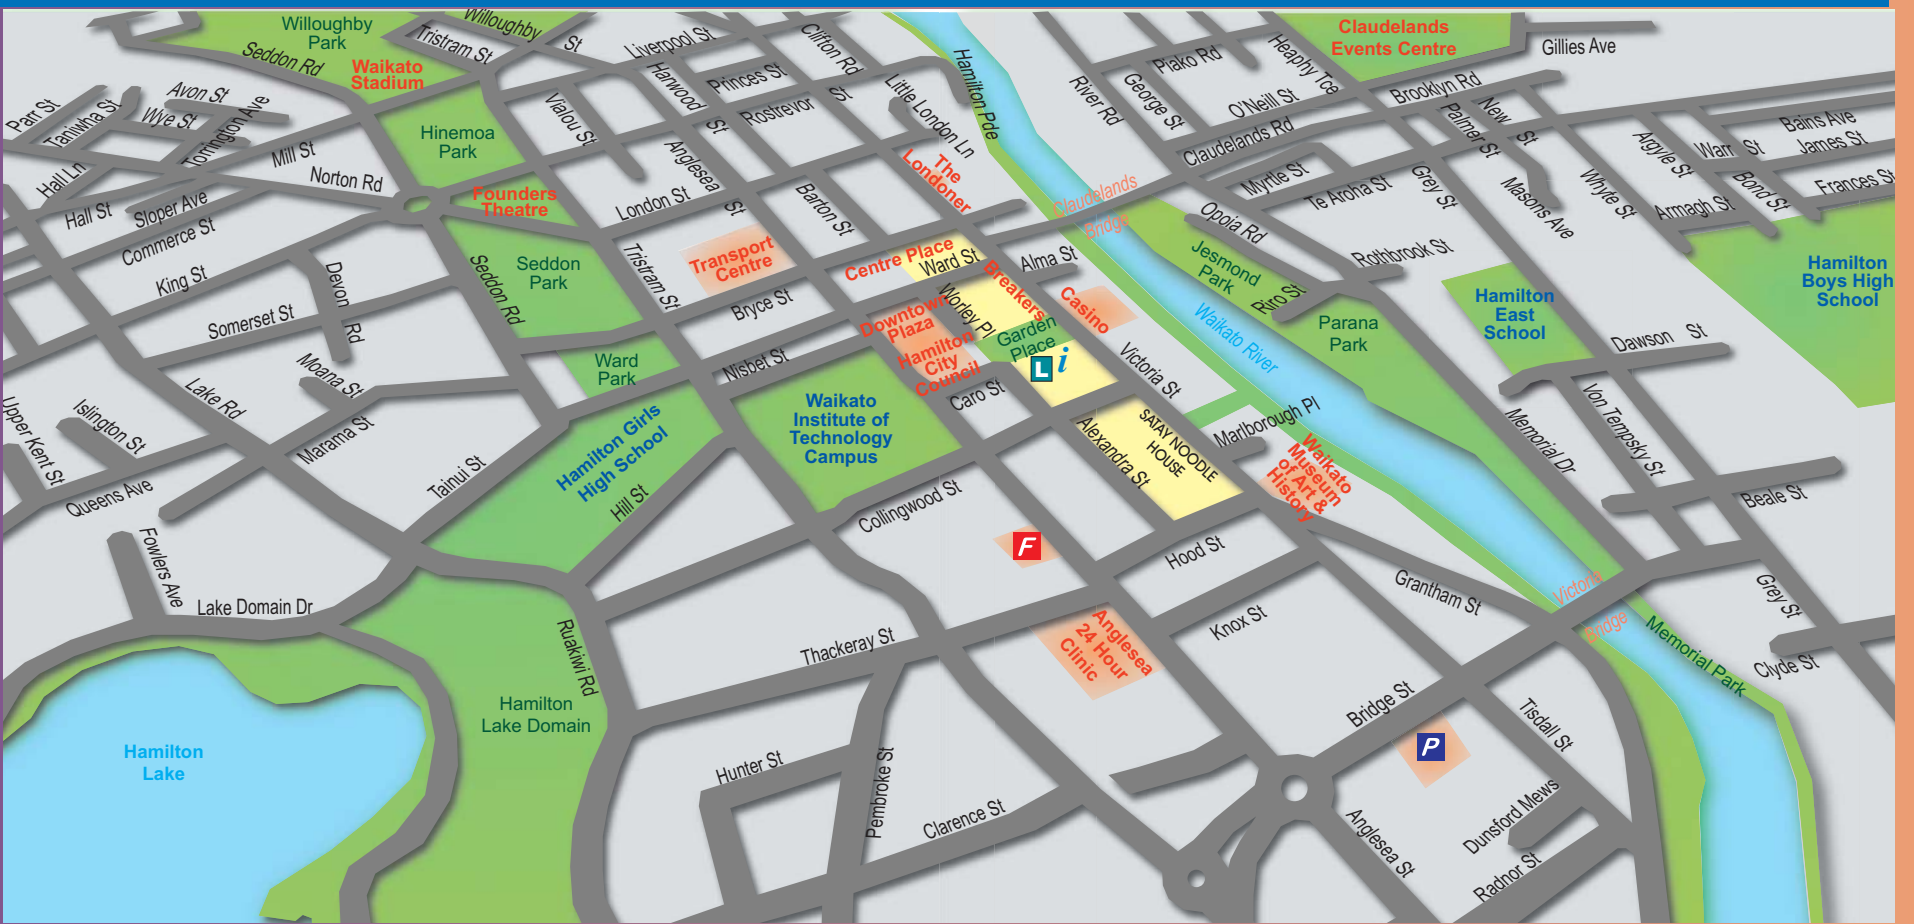 Willoughby
Park
Willoughby
St
Tristram St
Seddon Rd
Waikato
Stadium
Liverpool St
Clifton Rd
Harwood
St
Princes St
Rostrevor
St
Little London Ln
Hamilton Pde
River Rd
George St
Piako Rd
Heaphy Tce
Claudelands
Events Centre
Gillies Ave
Brooklyn Rd
O'Neill St
Claudelands Rd
Palmer St
New
St
Argyle St
Warr St
Bains Ave
James St
Frances St
Bond St
Armagh St
Whyte St
Masons Ave
Grey St
Te Aroha St
Myrtle St
Opoia Rd
Rothbrook St
Parr St
Taniwha St
Avon St
Wye St
Torrington Ave
Mill St
Hall Ln
Hall St
Sloper Ave
Commerce St
Norton Rd
Hinemoa
Park
Vialou St
Founders
Theatre
London St
Anglesea
St
Barton St
The
Londoner
Claudelands
Bridge
Transport
Centre
Centre Place
Ward St
Alma St
Breakers
Casino
Worley Pl
Downtown
Plaza
Hamilton
City
Council
Garden
Place
L
i
Caro St
Victoria St
Jesmond
Park
Riro St
Parana
Park
Waikato River
Hamilton
East
School
Hamilton
Boys High
School
Dawson St
King St
Devon
Rd
Somerset St
Seddon Rd
Seddon
Park
Tristram St
Bryce St
Nisbet St
Ward
Park
Moana St
Lake Rd
Marama St
Islington St
Upper Kent St
Queens Ave
Tainui St
Hamilton Girls
High School
Hill St
Waikato
Institute of
Technology
Campus
Collingwood St
Alexandra St
SATAY NOODLE
HOUSE
Marlborough Pl
Waikato
Museum
of Art &
History
Memorial Dr
Von Tempsky St
Beale St
Grey St
Clyde St
Fowlers Ave
Lake Domain Dr
Ruakiwi Rd
Thackeray St
F
Hood St
Knox St
Grantham St
Victoria
Bridge
Memorial Park
Anglesea
24 Hour
Clinic
Hamilton
Lake
Hamilton
Lake Domain
Hunter St
Pembroke St
Clarence St
Bridge St
P
Tisdall St
Anglesea St
Dunsford Mews
Radnor St